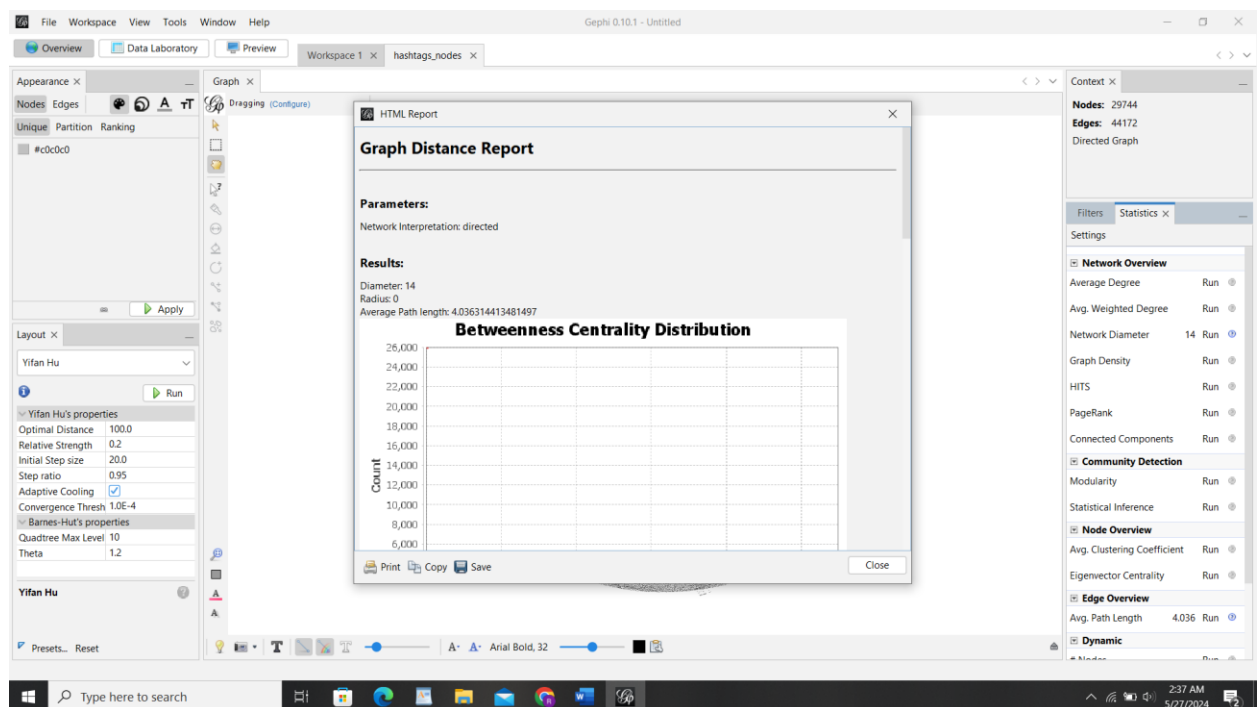 File Workspace View Tools Window Help
Gephi 0.10.1 - Untitled
Overview Data Laboratory Preview
Workspace 1 × hashtags_nodes ×
Appearance ×
Nodes Edges
Unique Partition Ranking
#c0c0c0
Apply
Layout ×
Yifan Hu
Run
Yifan Hu's properties
Optimal Distance 100.0
Relative Strength 0.2
Initial Step size 20.0
Step ratio 0.95
Adaptive Cooling
Convergence Thresh 1.0E-4
Barnes-Hut's properties
Quadtree Max Level 10
Theta 1.2
Yifan Hu
Presets... Reset
Graph ×
Dragging (Configure)
HTML Report
Graph Distance Report
Parameters:
Network Interpretation: directed
Results:
Diameter: 14
Radius: 0
Average Path length: 4.036314413481497
Betweenness Centrality Distribution
Count
26,000
24,000
22,000
20,000
18,000
16,000
14,000
12,000
10,000
8,000
6,000
Print Copy Save
Close
T T A- A- Arial Bold, 32
Context ×
Nodes: 29744
Edges: 44172
Directed Graph
Filters Statistics ×
Settings
Network Overview
Average Degree Run
Avg. Weighted Degree Run
Network Diameter 14 Run
Graph Density Run
HITS Run
PageRank Run
Connected Components Run
Community Detection
Modularity Run
Statistical Inference Run
Node Overview
Avg. Clustering Coefficient Run
Eigenvector Centrality Run
Edge Overview
Avg. Path Length 4.036 Run
Dynamic
# Nodes Run
Type here to search
2:37 AM
5/27/2024